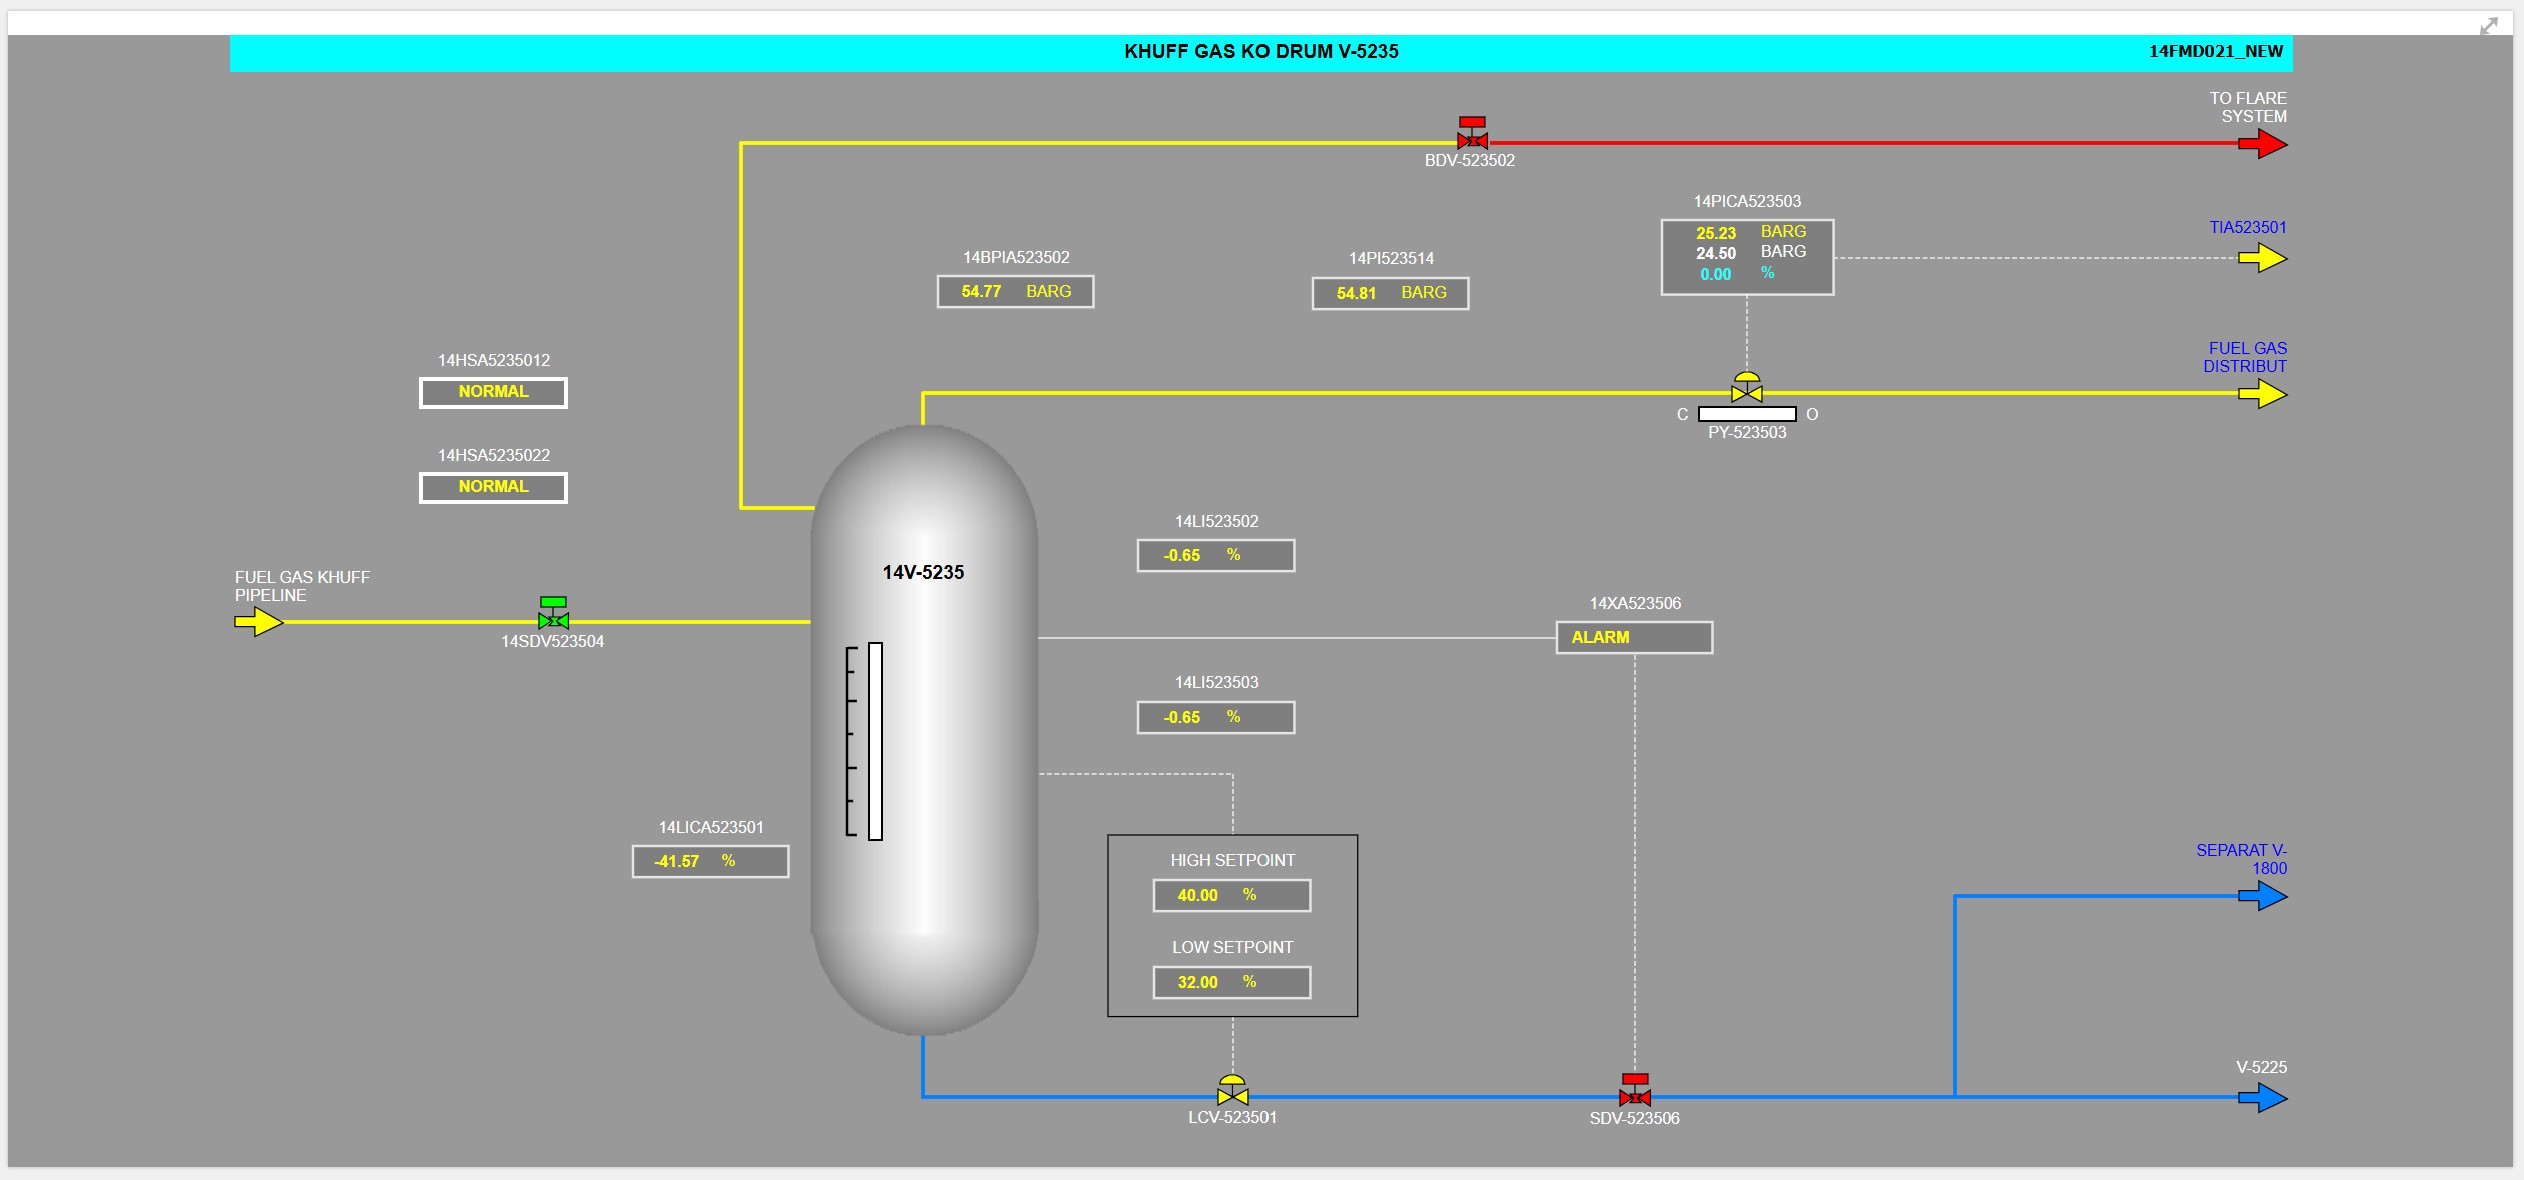 KHUFF GAS KO DRUM V-5235
14FMD021_NEW
TO FLARE
SYSTEM
BDV-523502
14PICA523503
25.23 BARG
24.50 BARG
0.00 %
TIA523501
14BPIA523502
54.77 BARG
14PI523514
54.81 BARG
FUEL GAS
DISTRIBUT
14HSA5235012
NORMAL
C O
PY-523503
14HSA5235022
NORMAL
14LI523502
-0.65 %
14V-5235
FUEL GAS KHUFF
PIPELINE
14SDV523504
14XA523506
ALARM
14LI523503
-0.65 %
14LICA523501
-41.57 %
HIGH SETPOINT
40.00 %
LOW SETPOINT
32.00 %
SEPARAT V-
1800
V-5225
LCV-523501
SDV-523506